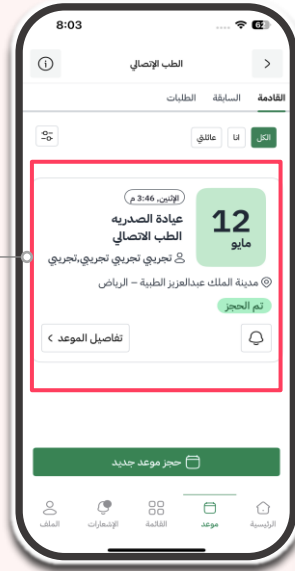 8:03
62
الطب الإتصالي
القادمة السابقة الطلبات
الكل انا عائلتي
الإثنين, 3:46 م
12
مايو
عيادة الصدريه
الطب الاتصالي
تجريبي تجريبي تجريبي تجريبي,تجريبي
مدينة الملك عبدالعزيز الطبية – الرياض
تم الحجز
تفاصيل الموعد
حجز موعد جديد
الرئيسية موعد القائمة الإشعارات الملف